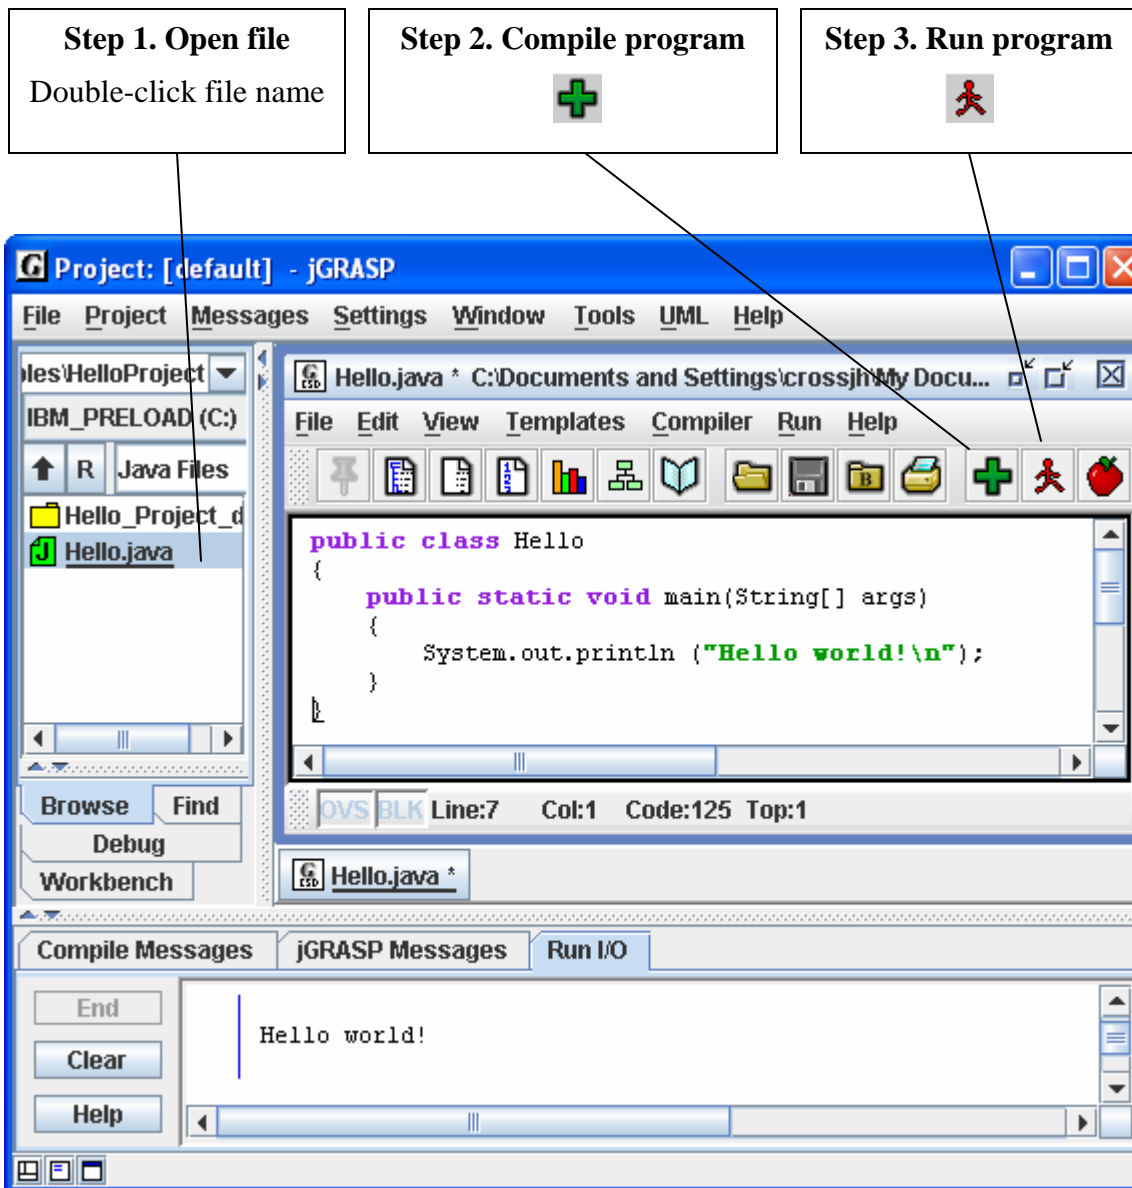 Step 1. Open file
Double-click file name
Step 2. Compile program
Step 3. Run program
Project: [default] - jGRASP
File Project Messages Settings Window Tools UML Help
les\HelloProject
IBM_PRELOAD (C:)
R Java Files
Hello_Project_d
Hello.java
Browse Find
Debug
Workbench
Hello.java * C:\Documents and Settings\crossjh\My Docu...
File Edit View Templates Compiler Run Help
public class Hello
{
public static void main(String[] args)
{
System.out.println ("Hello world!\n");
}
}
OVS BLK Line:7 Col:1 Code:125 Top:1
Hello.java *
Compile Messages jGRASP Messages Run I/O
End
Clear
Help
Hello world!